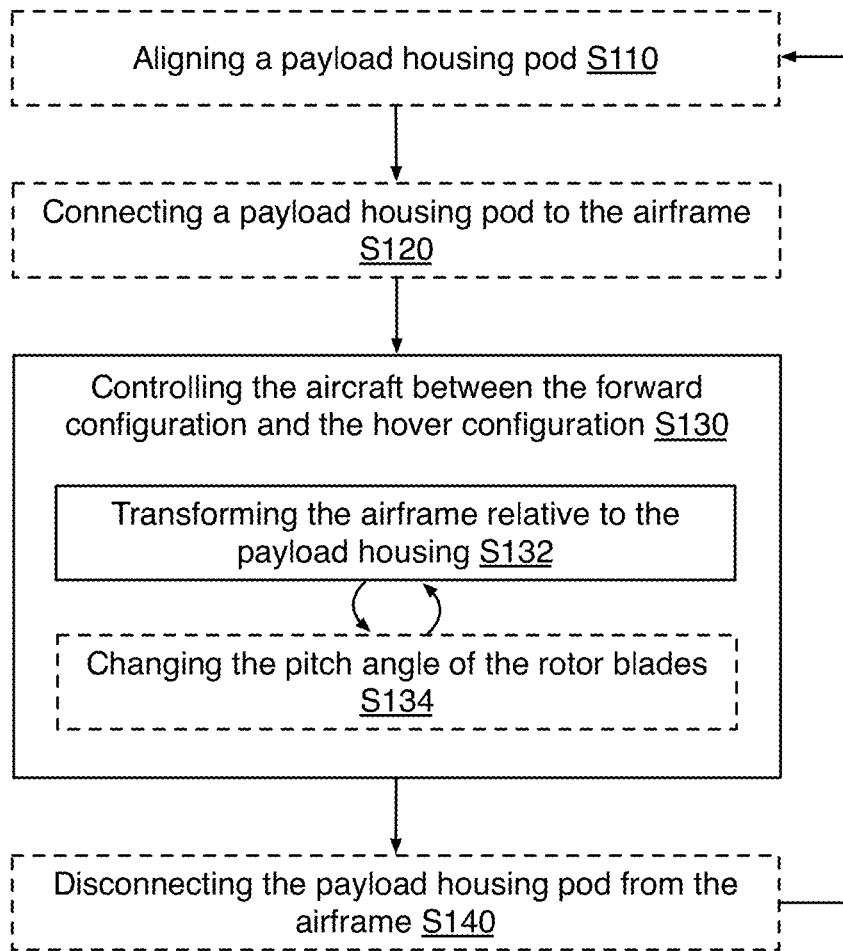 Aligning a payload housing pod S110
Connecting a payload housing pod to the airframe
S120
Controlling the aircraft between the forward
configuration and the hover configuration S130
Transforming the airframe relative to the
payload housing S132
Changing the pitch angle of the rotor blades
S134
Disconnecting the payload housing pod from the
airframe S140